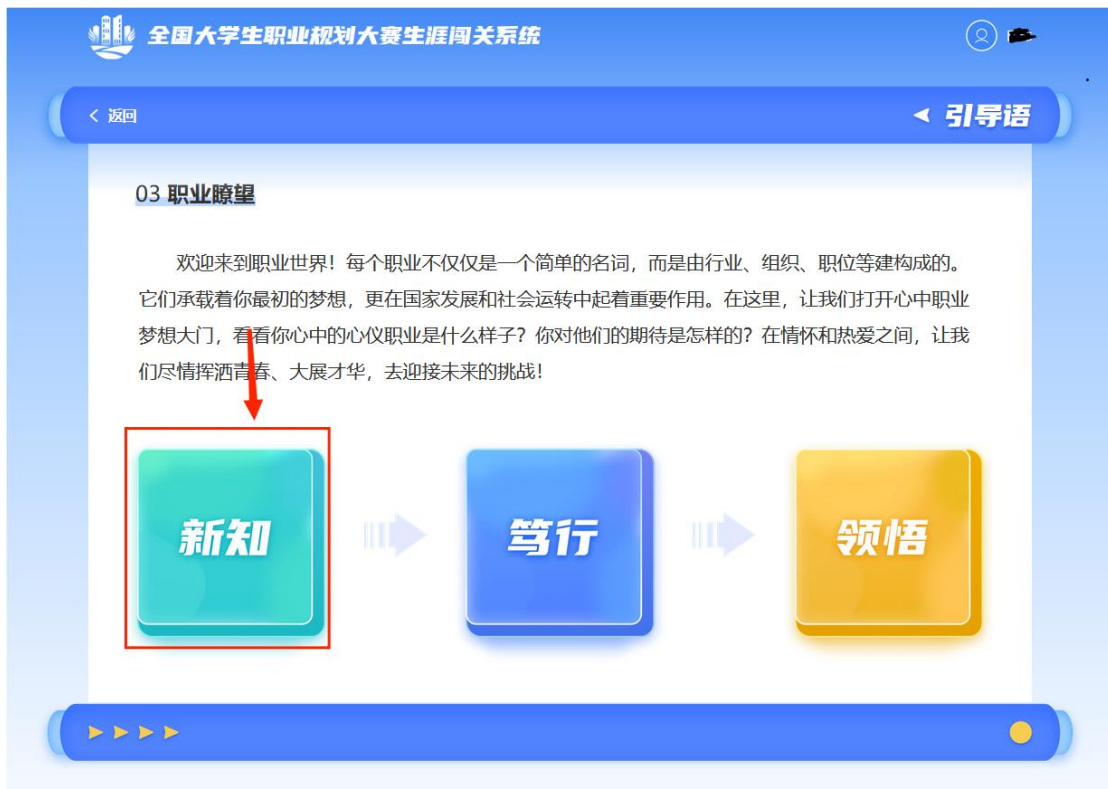 全国大学生职业规划大赛生涯闯关系统
< 返回
引导语
03 职业瞭望
欢迎来到职业世界！每个职业不仅仅是一个简单的名词，而是由行业、组织、职位等建构成的。
它们承载着你最初的梦想，更在国家发展和社会运转中起着重要作用。在这里，让我们打开心中职业
梦想大门，看看你心中的心仪职业是什么样子？你对他们的期待是怎样的？在情怀和热爱之间，让我
们尽情挥洒青春、大展才华，去迎接未来的挑战！
新知
笃行
领悟